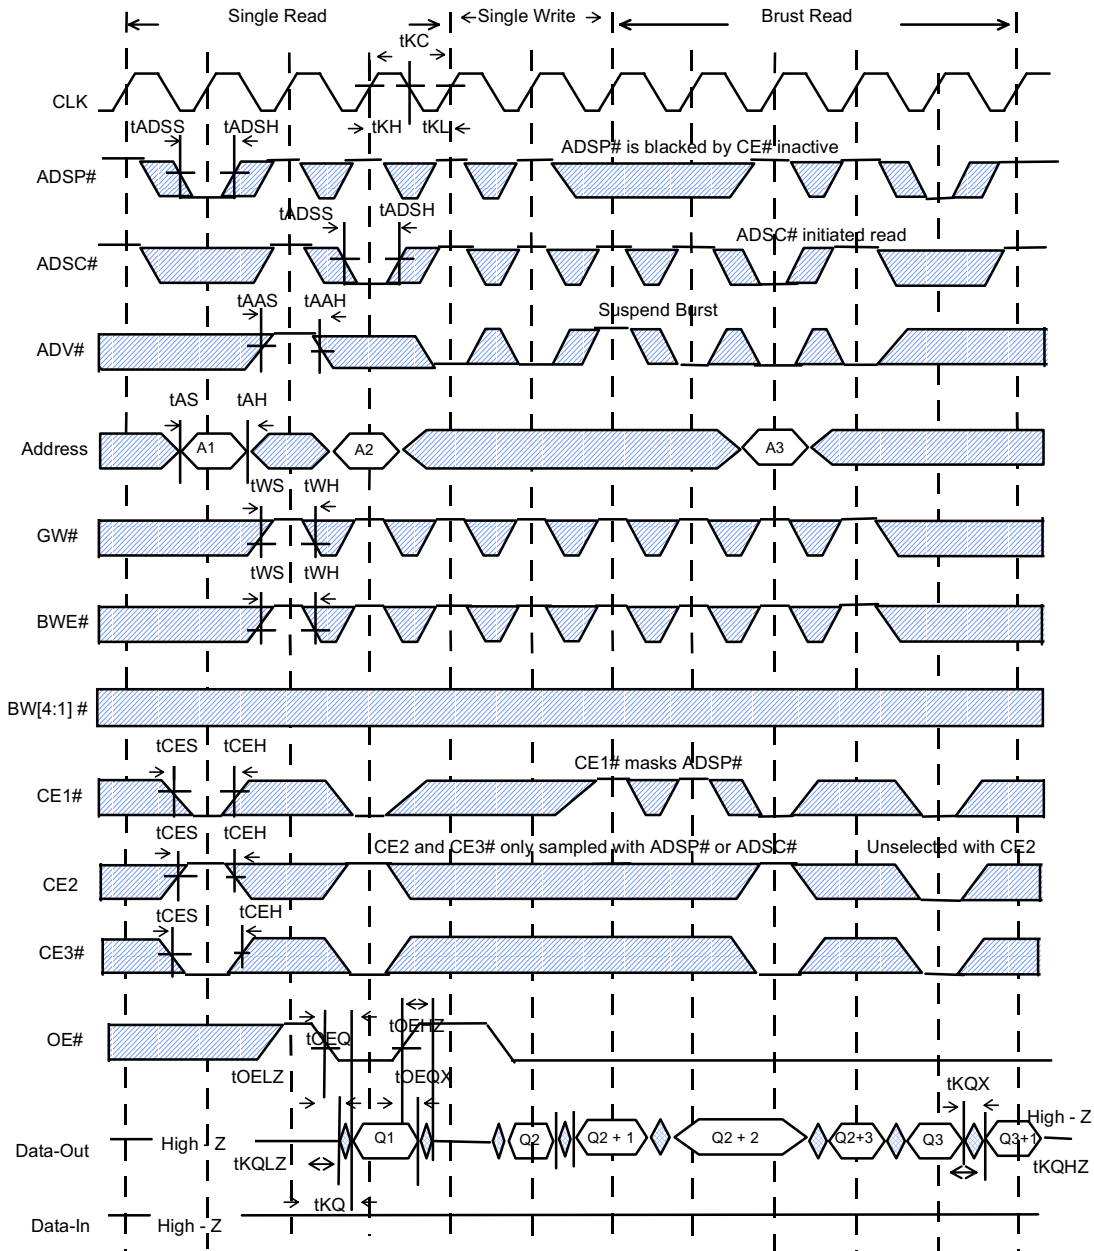 Single Read
Single Write
Brust Read
tKC
CLK
tADSS
tADSH
tKH
tKL
ADSP# is blacked by CE# inactive
ADSP#
tADSS
tADSH
ADSC# initiated read
ADSC#
tAAS
tAAH
Suspend Burst
ADV#
tAS
tAH
Address
A1
A2
A3
tWS
tWH
GW#
tWS
tWH
BWE#
BW[4:1] #
tCES
tCEH
CE1# masks ADSP#
CE1#
tCES
tCEH
CE2 and CE3# only sampled with ADSP# or ADSC#
Unselected with CE2
CE2
tCES
tCEH
CE3#
OE#
tOEQ
tOEHZ
tOELZ
tOEQX
tKQX
Data-Out
High - Z
Q1
Q2
Q2 + 1
Q2 + 2
Q2+3
Q3
Q3+1
High - Z
tKQLZ
tKQHZ
tKQ
Data-In
High - Z